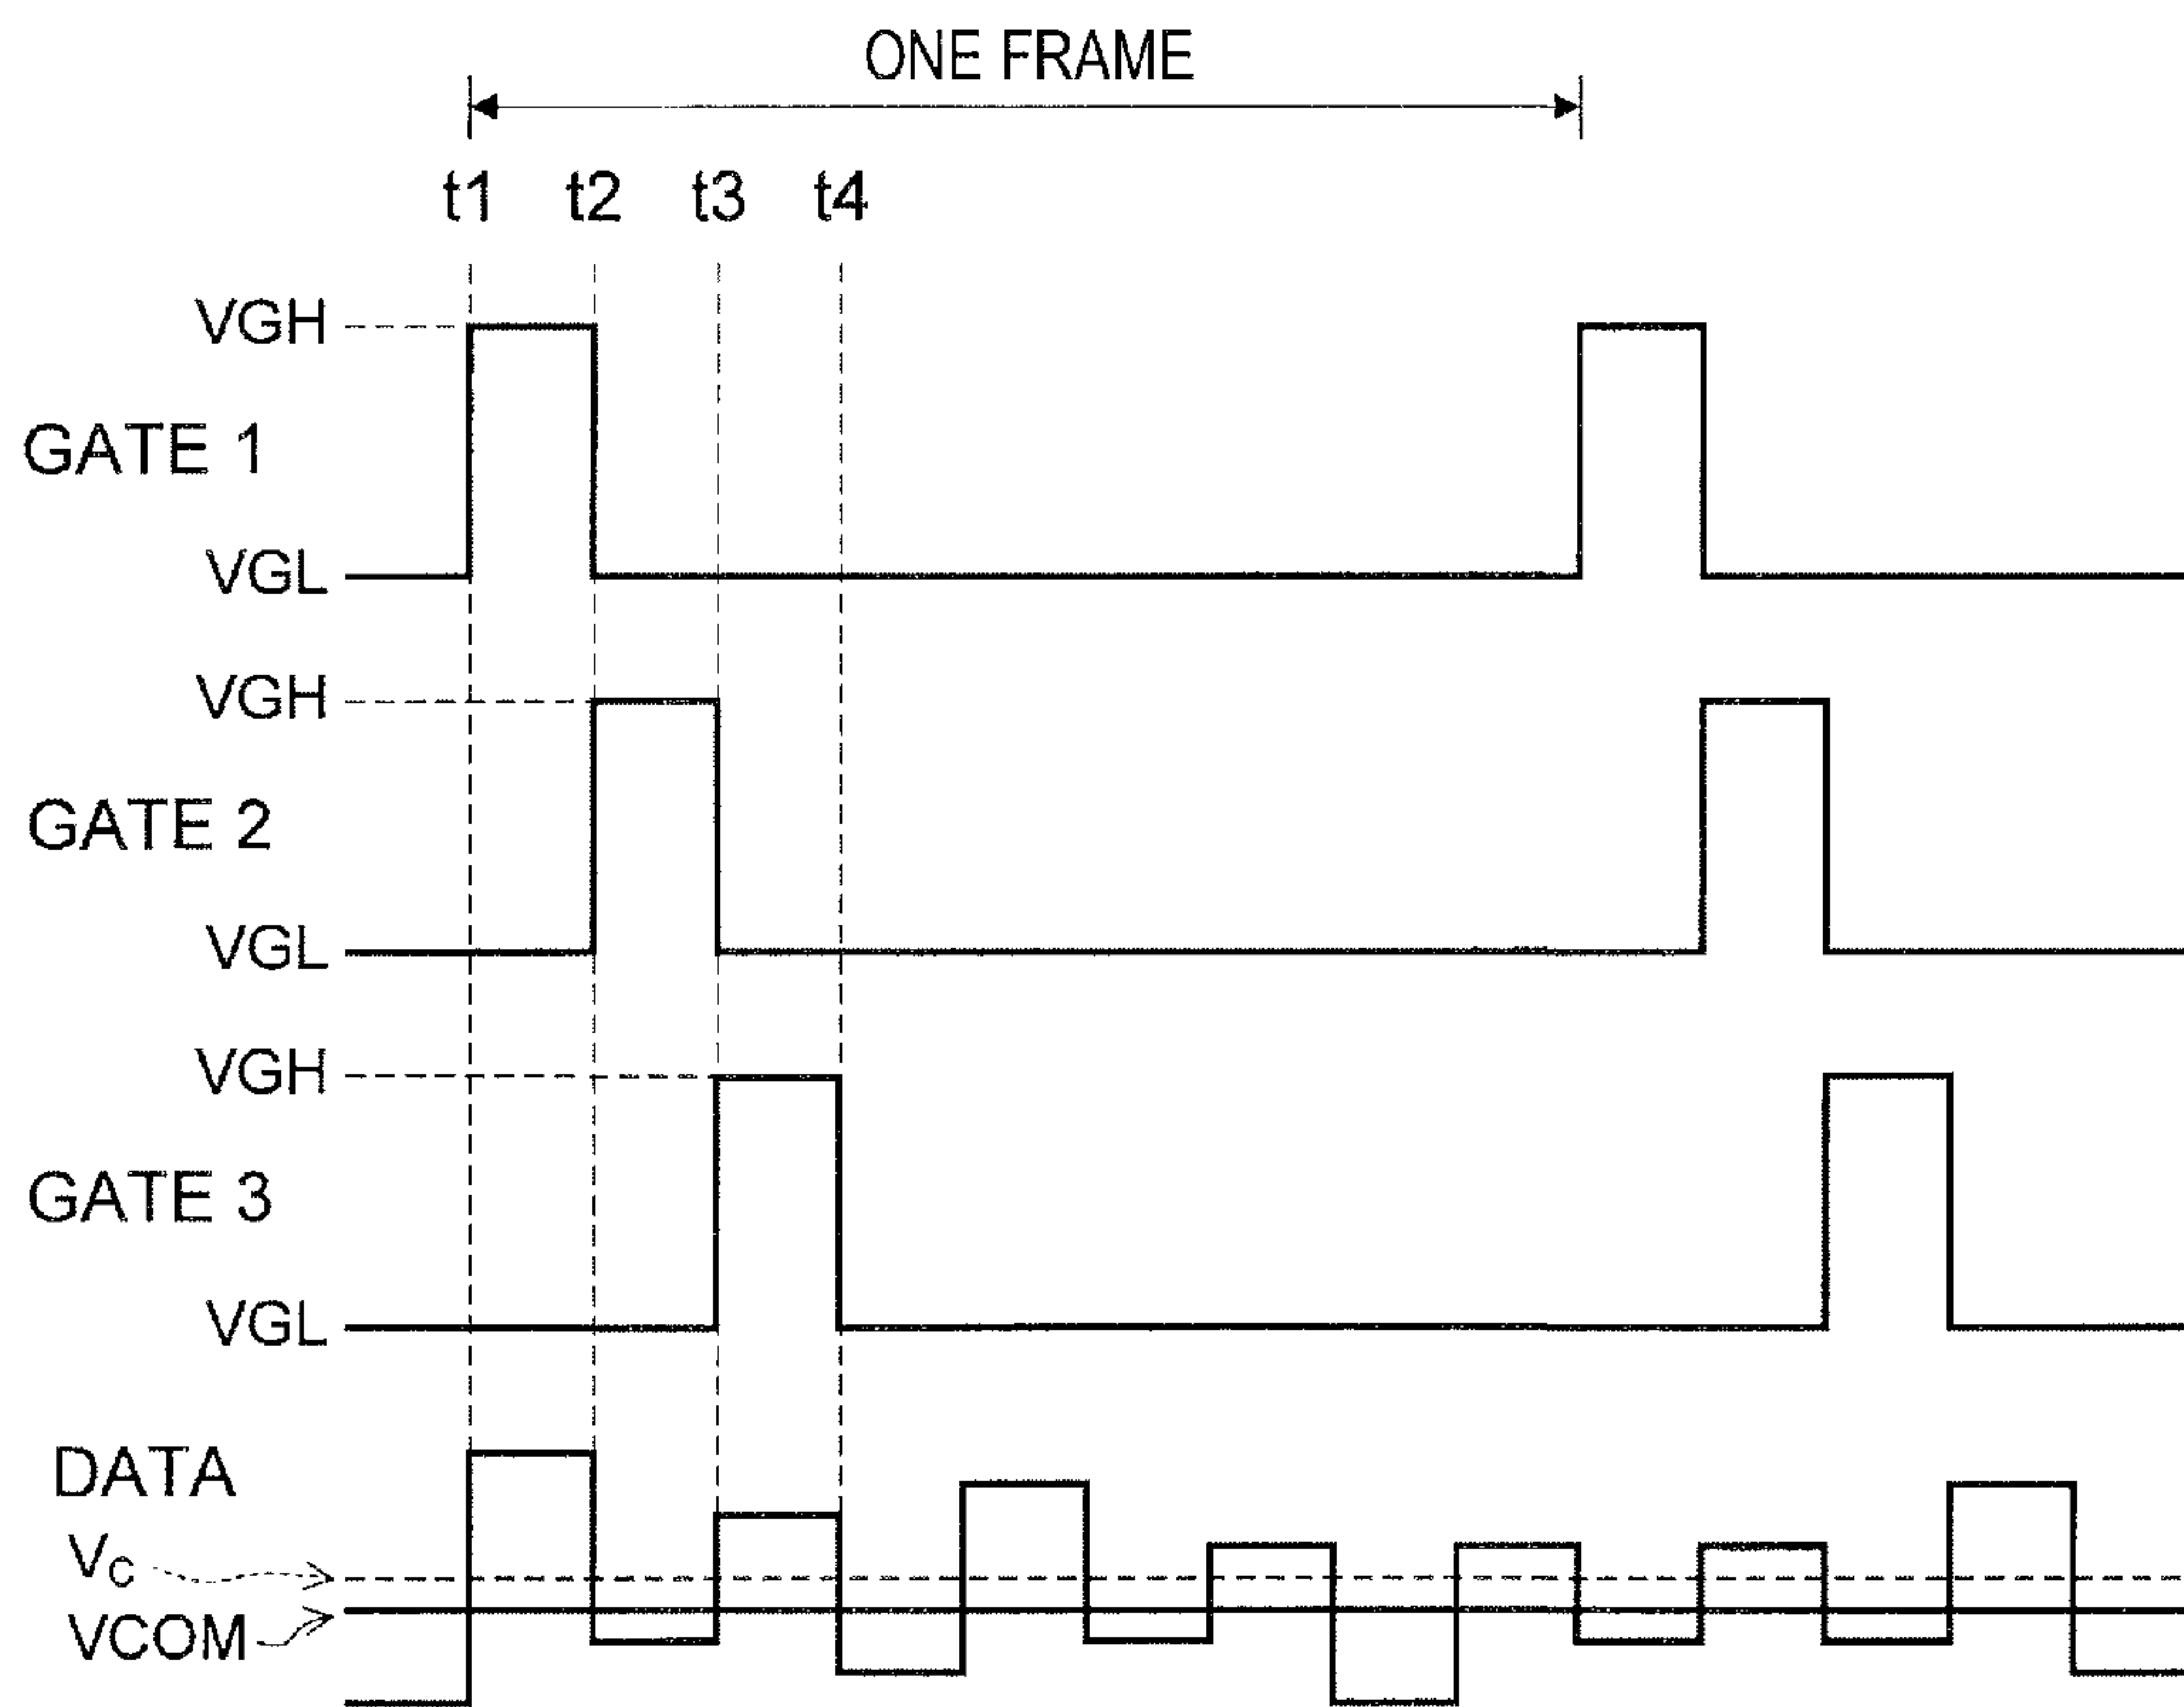 ONE FRAME
t1 t2 t3 t4
VGH
GATE 1
VGL
VGH
GATE 2
VGL
VGH
GATE 3
VGL
DATA
Vc
VCOM